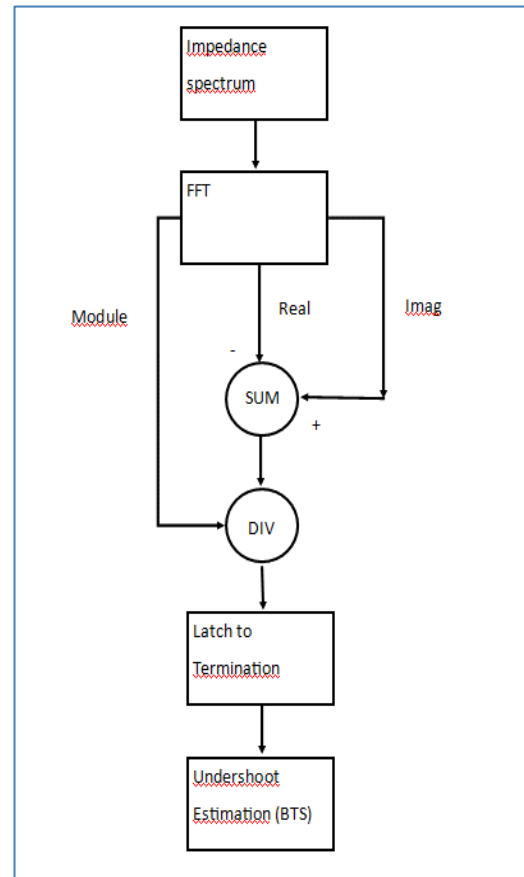 Impedance
spectrum
FFT
Real
Imag
Module
-
SUM
+
DIV
Latch to
Termination
Undershoot
Estimation (BTS)